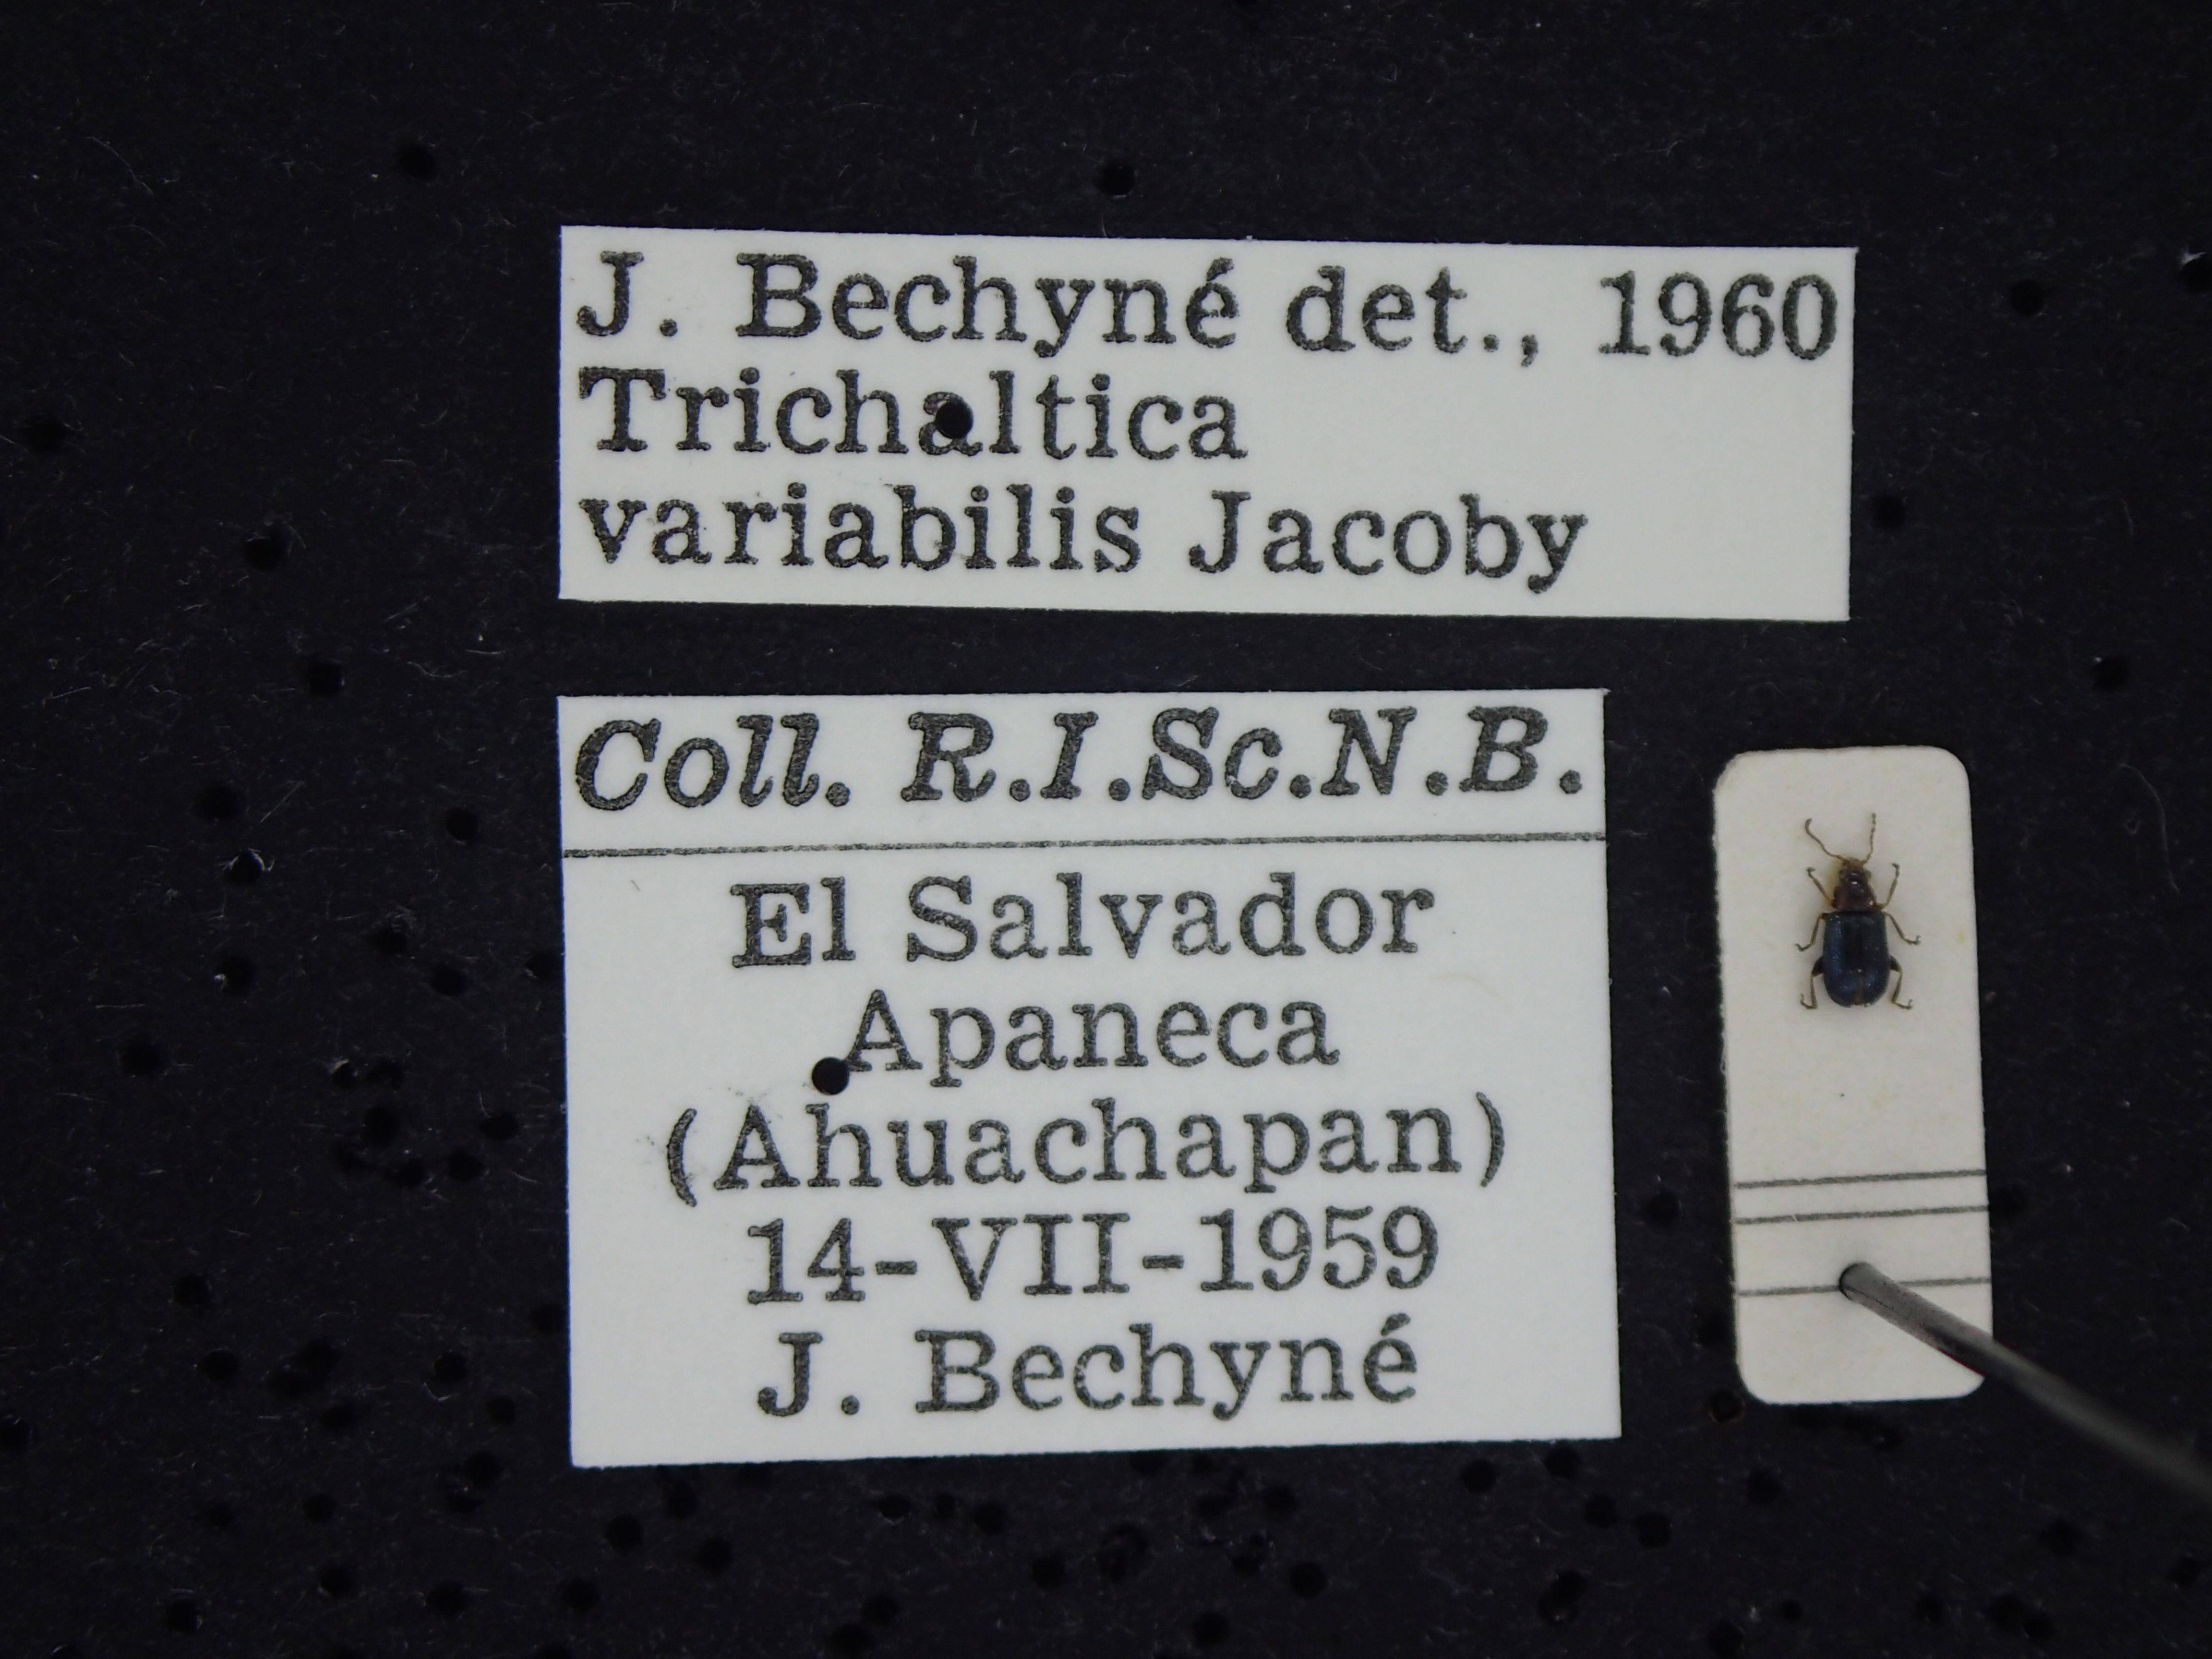 J. Bechyné det., 1960
Trichaltica
variabilis Jacoby
Coll. R.I.Sc.N.B.
El Salvador
Apaneca
(Ahuachapan)
14-VII-1959
J. Bechyné